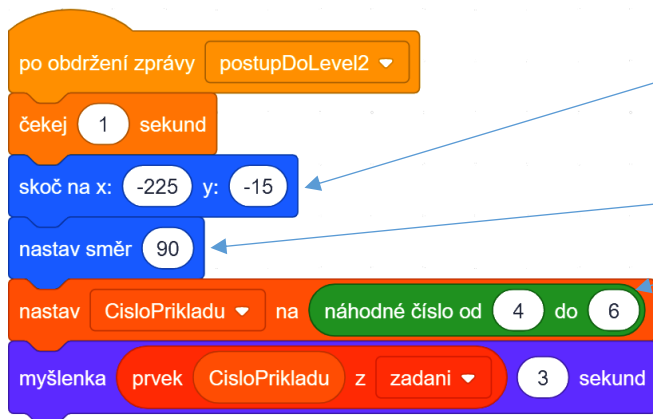 po obdržení zprávy postupDoLevel2
čekej 1 sekund
skoč na x: -225 y: -15
nastav směr 90
nastav CisloPrikladu na náhodné číslo od 4 do 6
myšlenka prvek CisloPrikladu z zadani 3 sekund